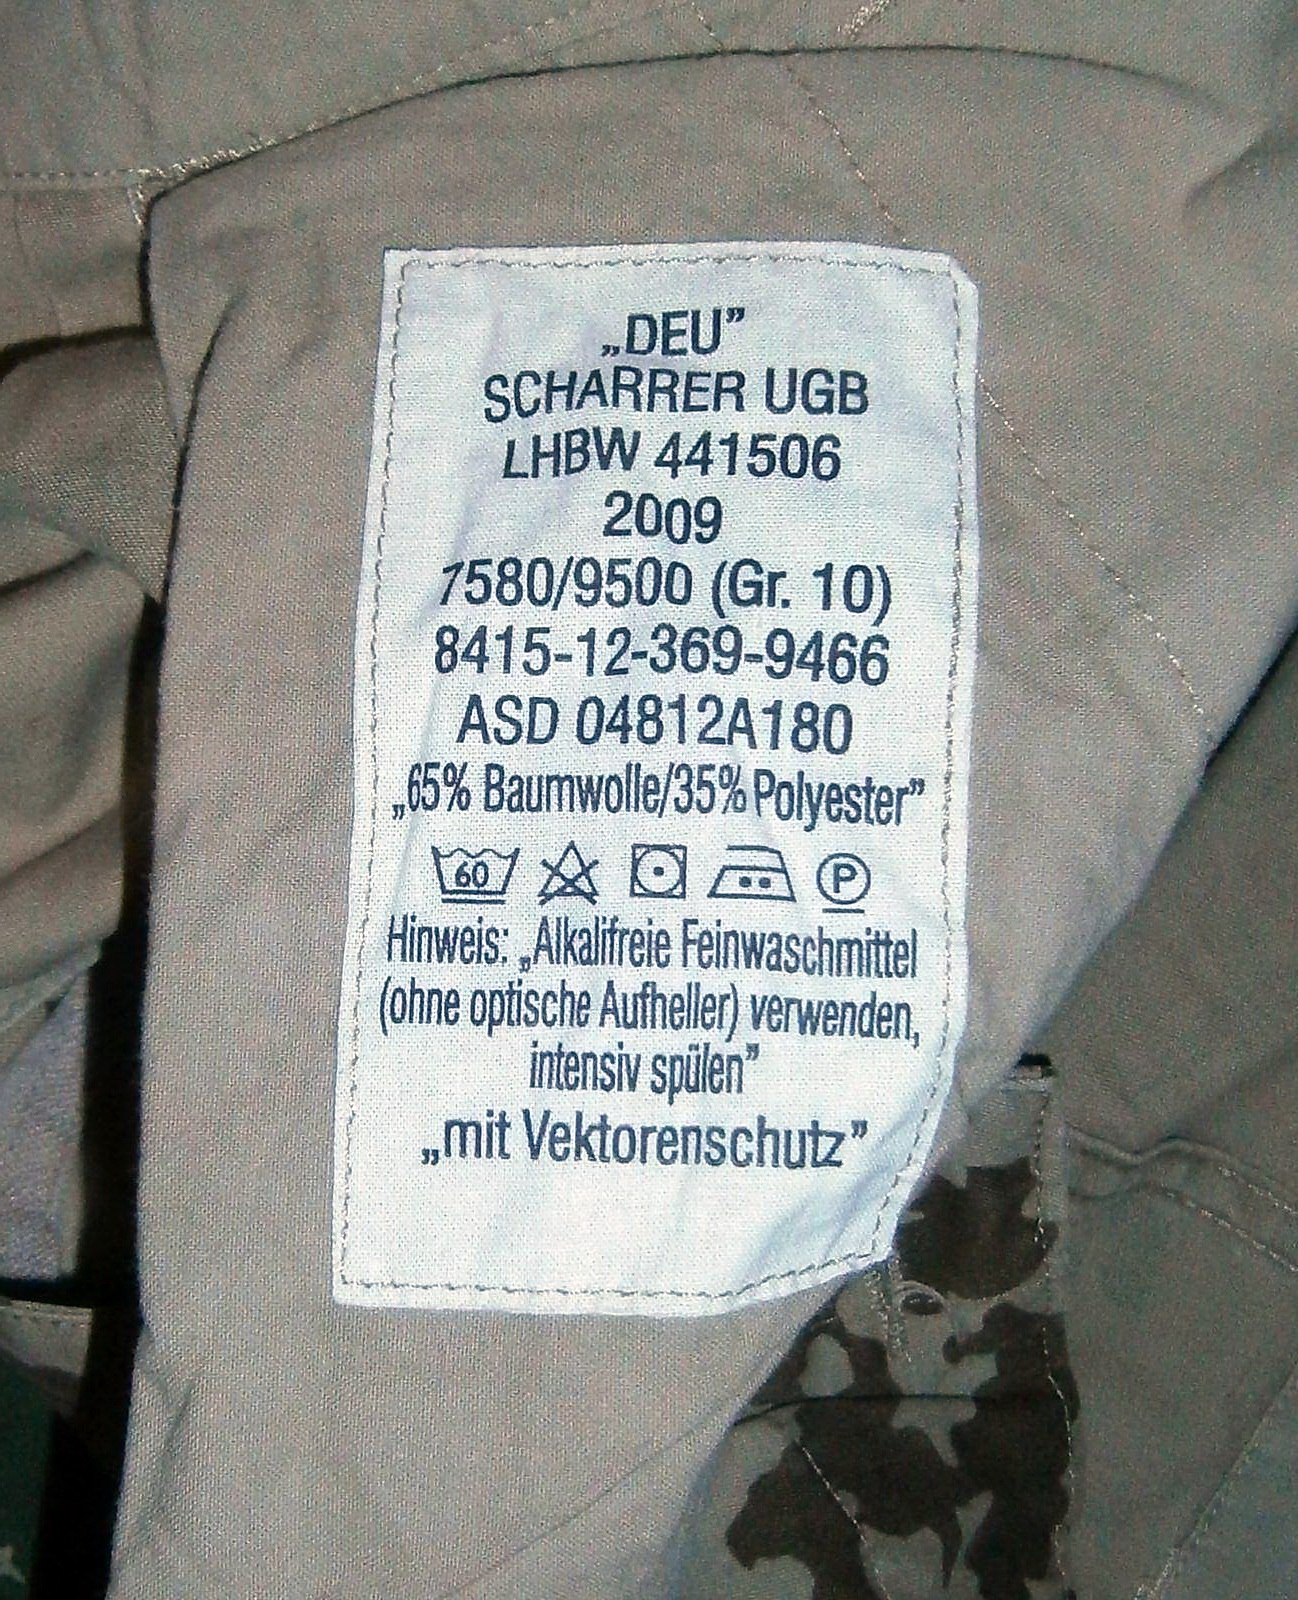 „DEU”
SCHARRER UGB
LHBW 441506
2009
7580/9500 (Gr. 10)
8415-12-369-9466
ASD 04812A180
„65% Baumwolle/35% Polyester”
60 P
Hinweis: „Alkalifreie Feinwaschmittel
(ohne optische Aufheller) verwenden,
intensiv spülen”
„mit Vektorenschutz”